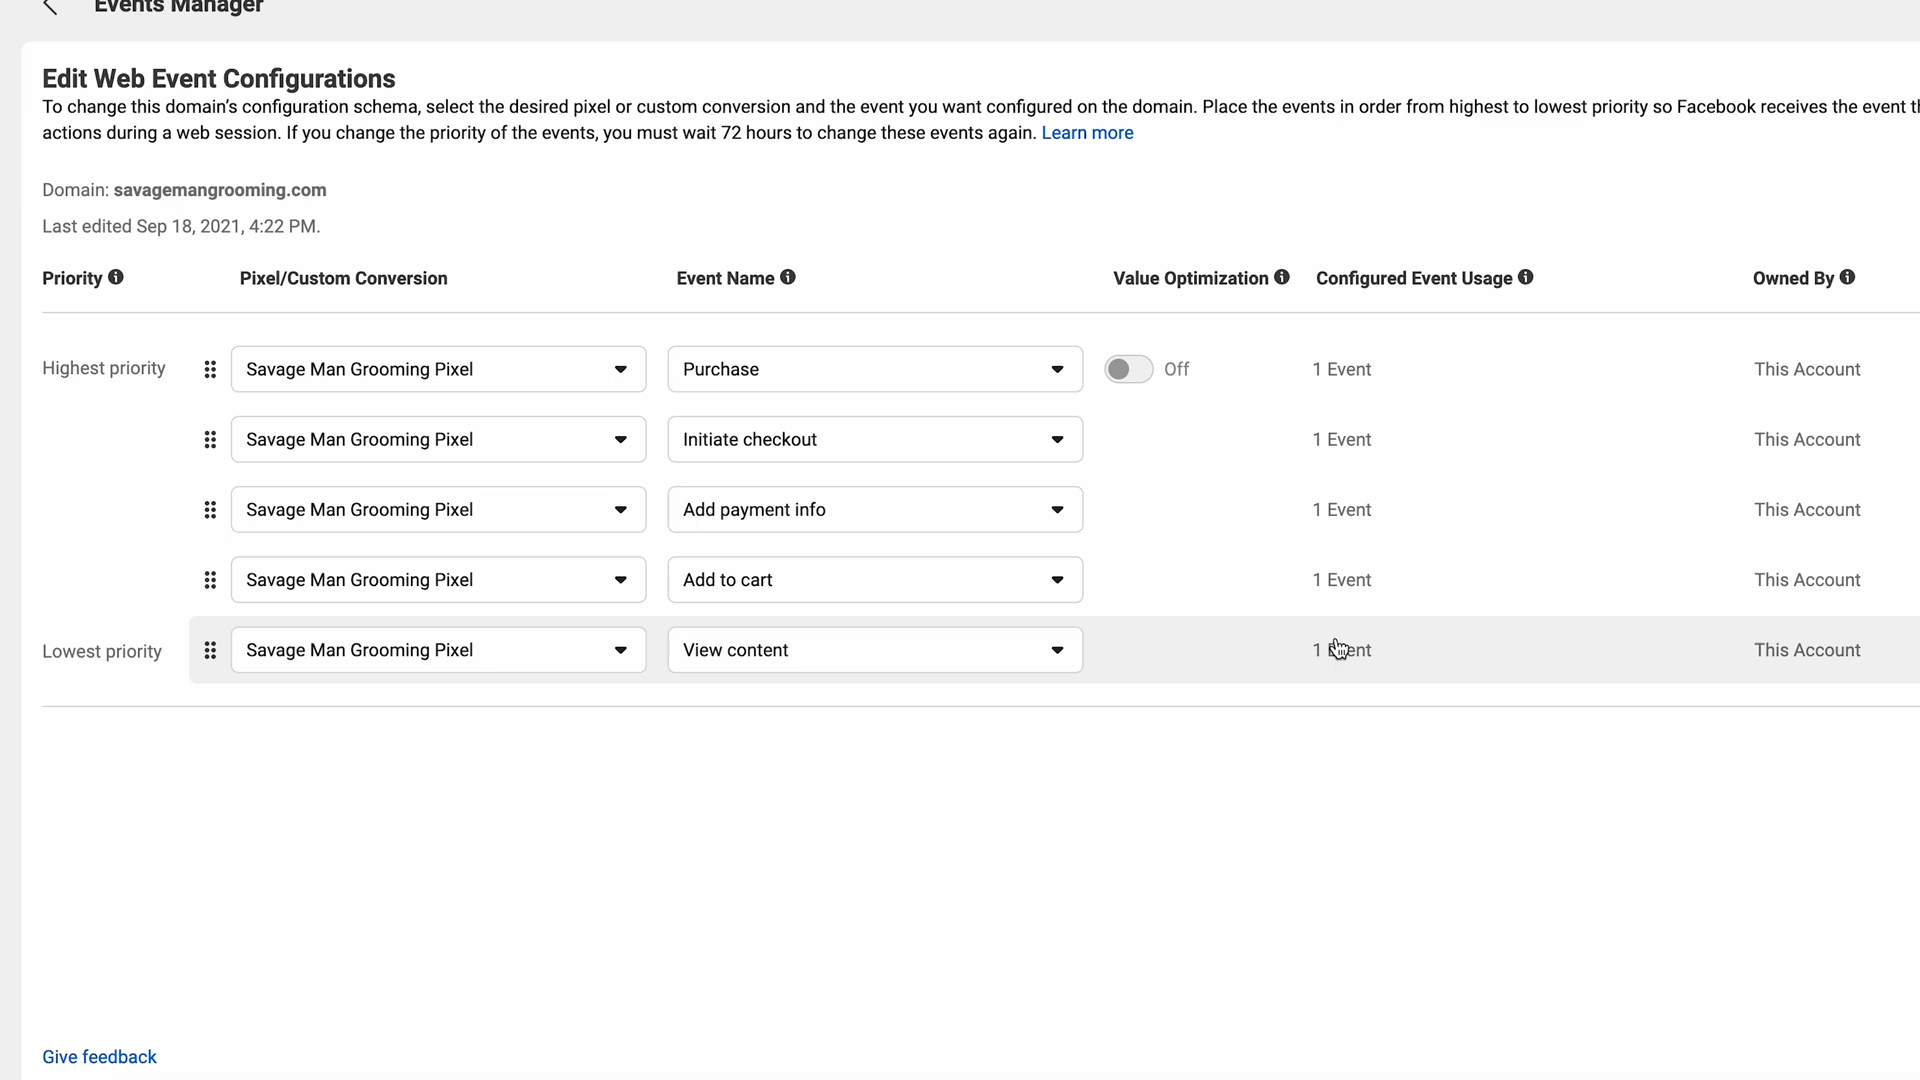 Events Manager
Edit Web Event Configurations
To change this domain's configuration schema, select the desired pixel or custom conversion and the event you want configured on the domain. Place the events in order from highest to lowest priority so Facebook receives the event
actions during a web session. If you change the priority of the events, you must wait 72 hours to change these events again. Learn more
Domain: savagemangrooming.com
Last edited Sep 18, 2021, 4:22 PM.
Priority Pixel/Custom Conversion Event Name Value Optimization Configured Event Usage Owned By
Highest priority Savage Man Grooming Pixel Purchase Off 1 Event This Account
Savage Man Grooming Pixel Initiate checkout 1 Event This Account
Savage Man Grooming Pixel Add payment info 1 Event This Account
Savage Man Grooming Pixel Add to cart 1 Event This Account
Lowest priority Savage Man Grooming Pixel View content 1 Event This Account
Give feedback